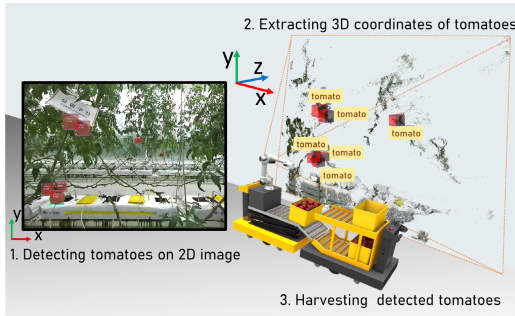 2. Extracting 3D coordinates of tomatoes
y
z
x
tomato
tomato
tomato
tomato
tomato
tomato
y
x
1. Detecting tomatoes on 2D image
3. Harvesting detected tomatoes